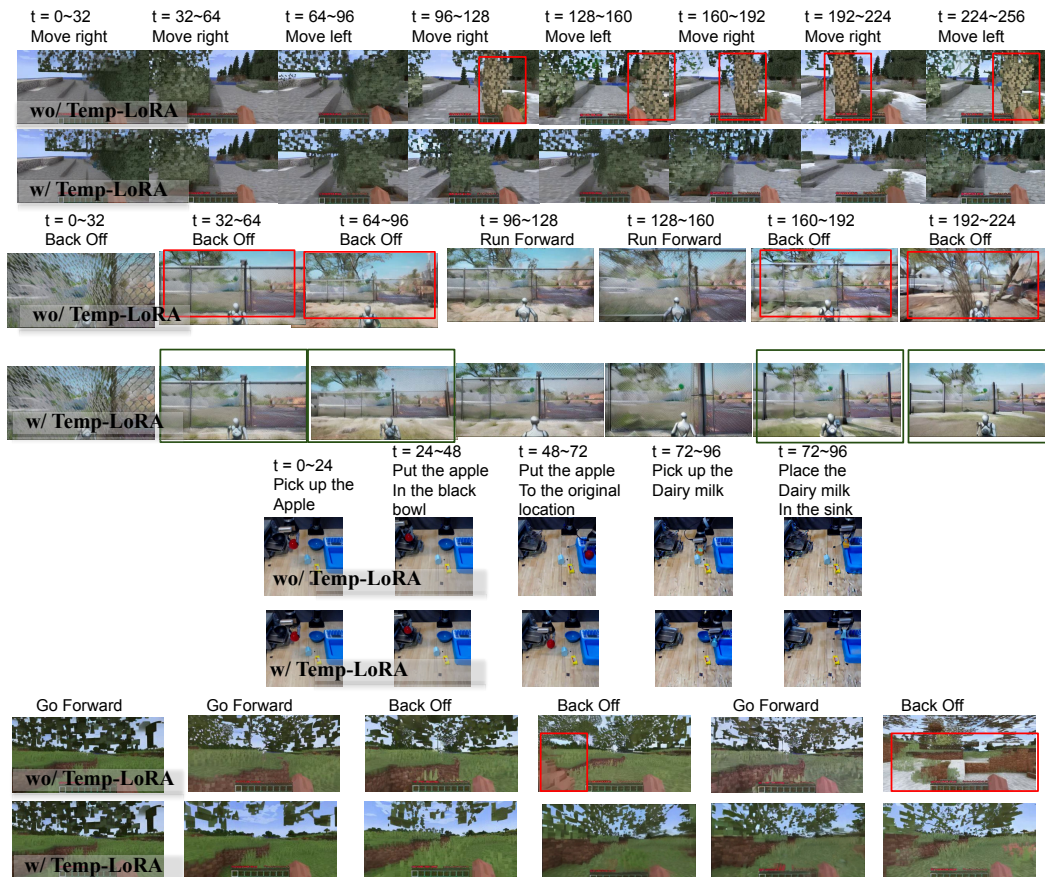 t = 0~32 t = 32~64 t = 64~96 t = 96~128 t = 128~160 t = 160~192 t = 192~224 t = 224~256
Move right Move right Move left Move right Move left Move right Move right Move left
wo/ Temp-LoRA
w/ Temp-LoRA
t = 0~32 t = 32~64 t = 64~96 t = 96~128 t = 128~160 t = 160~192 t = 192~224
Back Off Back Off Back Off Run Forward Run Forward Back Off Back Off
wo/ Temp-LoRA
w/ Temp-LoRA
t = 0~24
Pick up the
Apple
t = 24~48
Put the apple
In the black
bowl
t = 48~72
Put the apple
To the original
location
t = 72~96
Pick up the
Dairy milk
t = 72~96
Place the
Dairy milk
In the sink
wo/ Temp-LoRA
w/ Temp-LoRA
Go Forward Go Forward Back Off Back Off Go Forward Back Off
wo/ Temp-LoRA
w/ Temp-LoRA